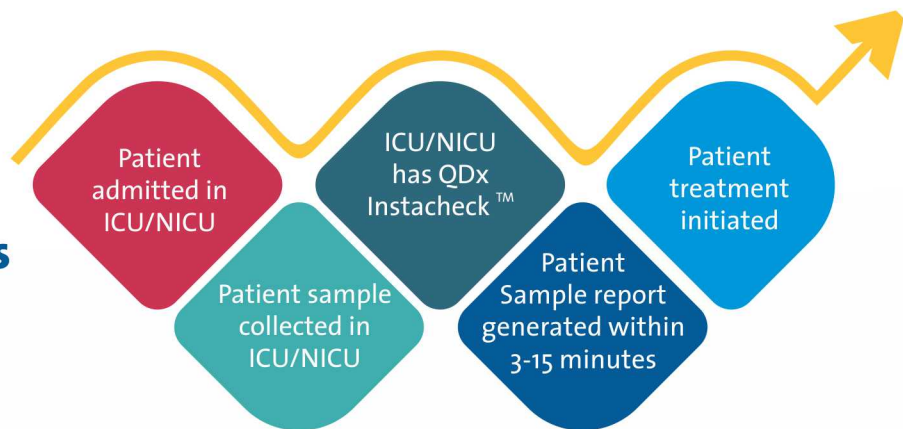 Patient
admitted in
ICU/NICU
Patient sample
collected in
ICU/NICU
ICU/NICU
has QDx
Instacheck ™
Patient
Sample report
generated within
3-15 minutes
Patient
treatment
initiated
s